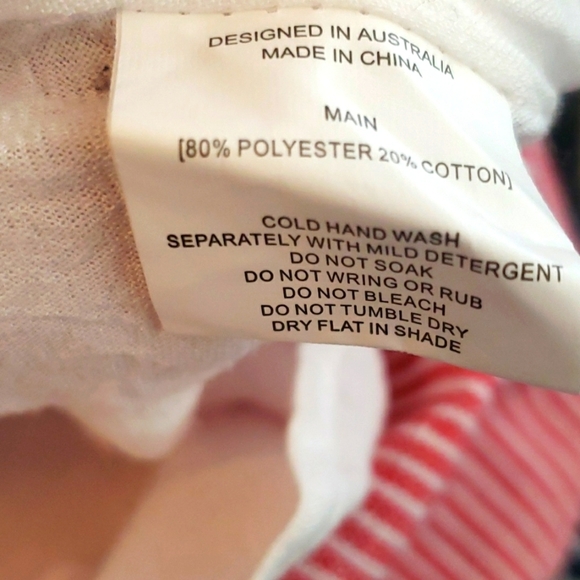 DESIGNED IN AUSTRALIA
MADE IN CHINA
MAIN
[80% POLYESTER 20% COTTON]
COLD HAND WASH
SEPARATELY WITH MILD DETERGENT
DO NOT SOAK
DO NOT WRING OR RUB
DO NOT BLEACH
DO NOT TUMBLE DRY
DRY FLAT IN SHADE